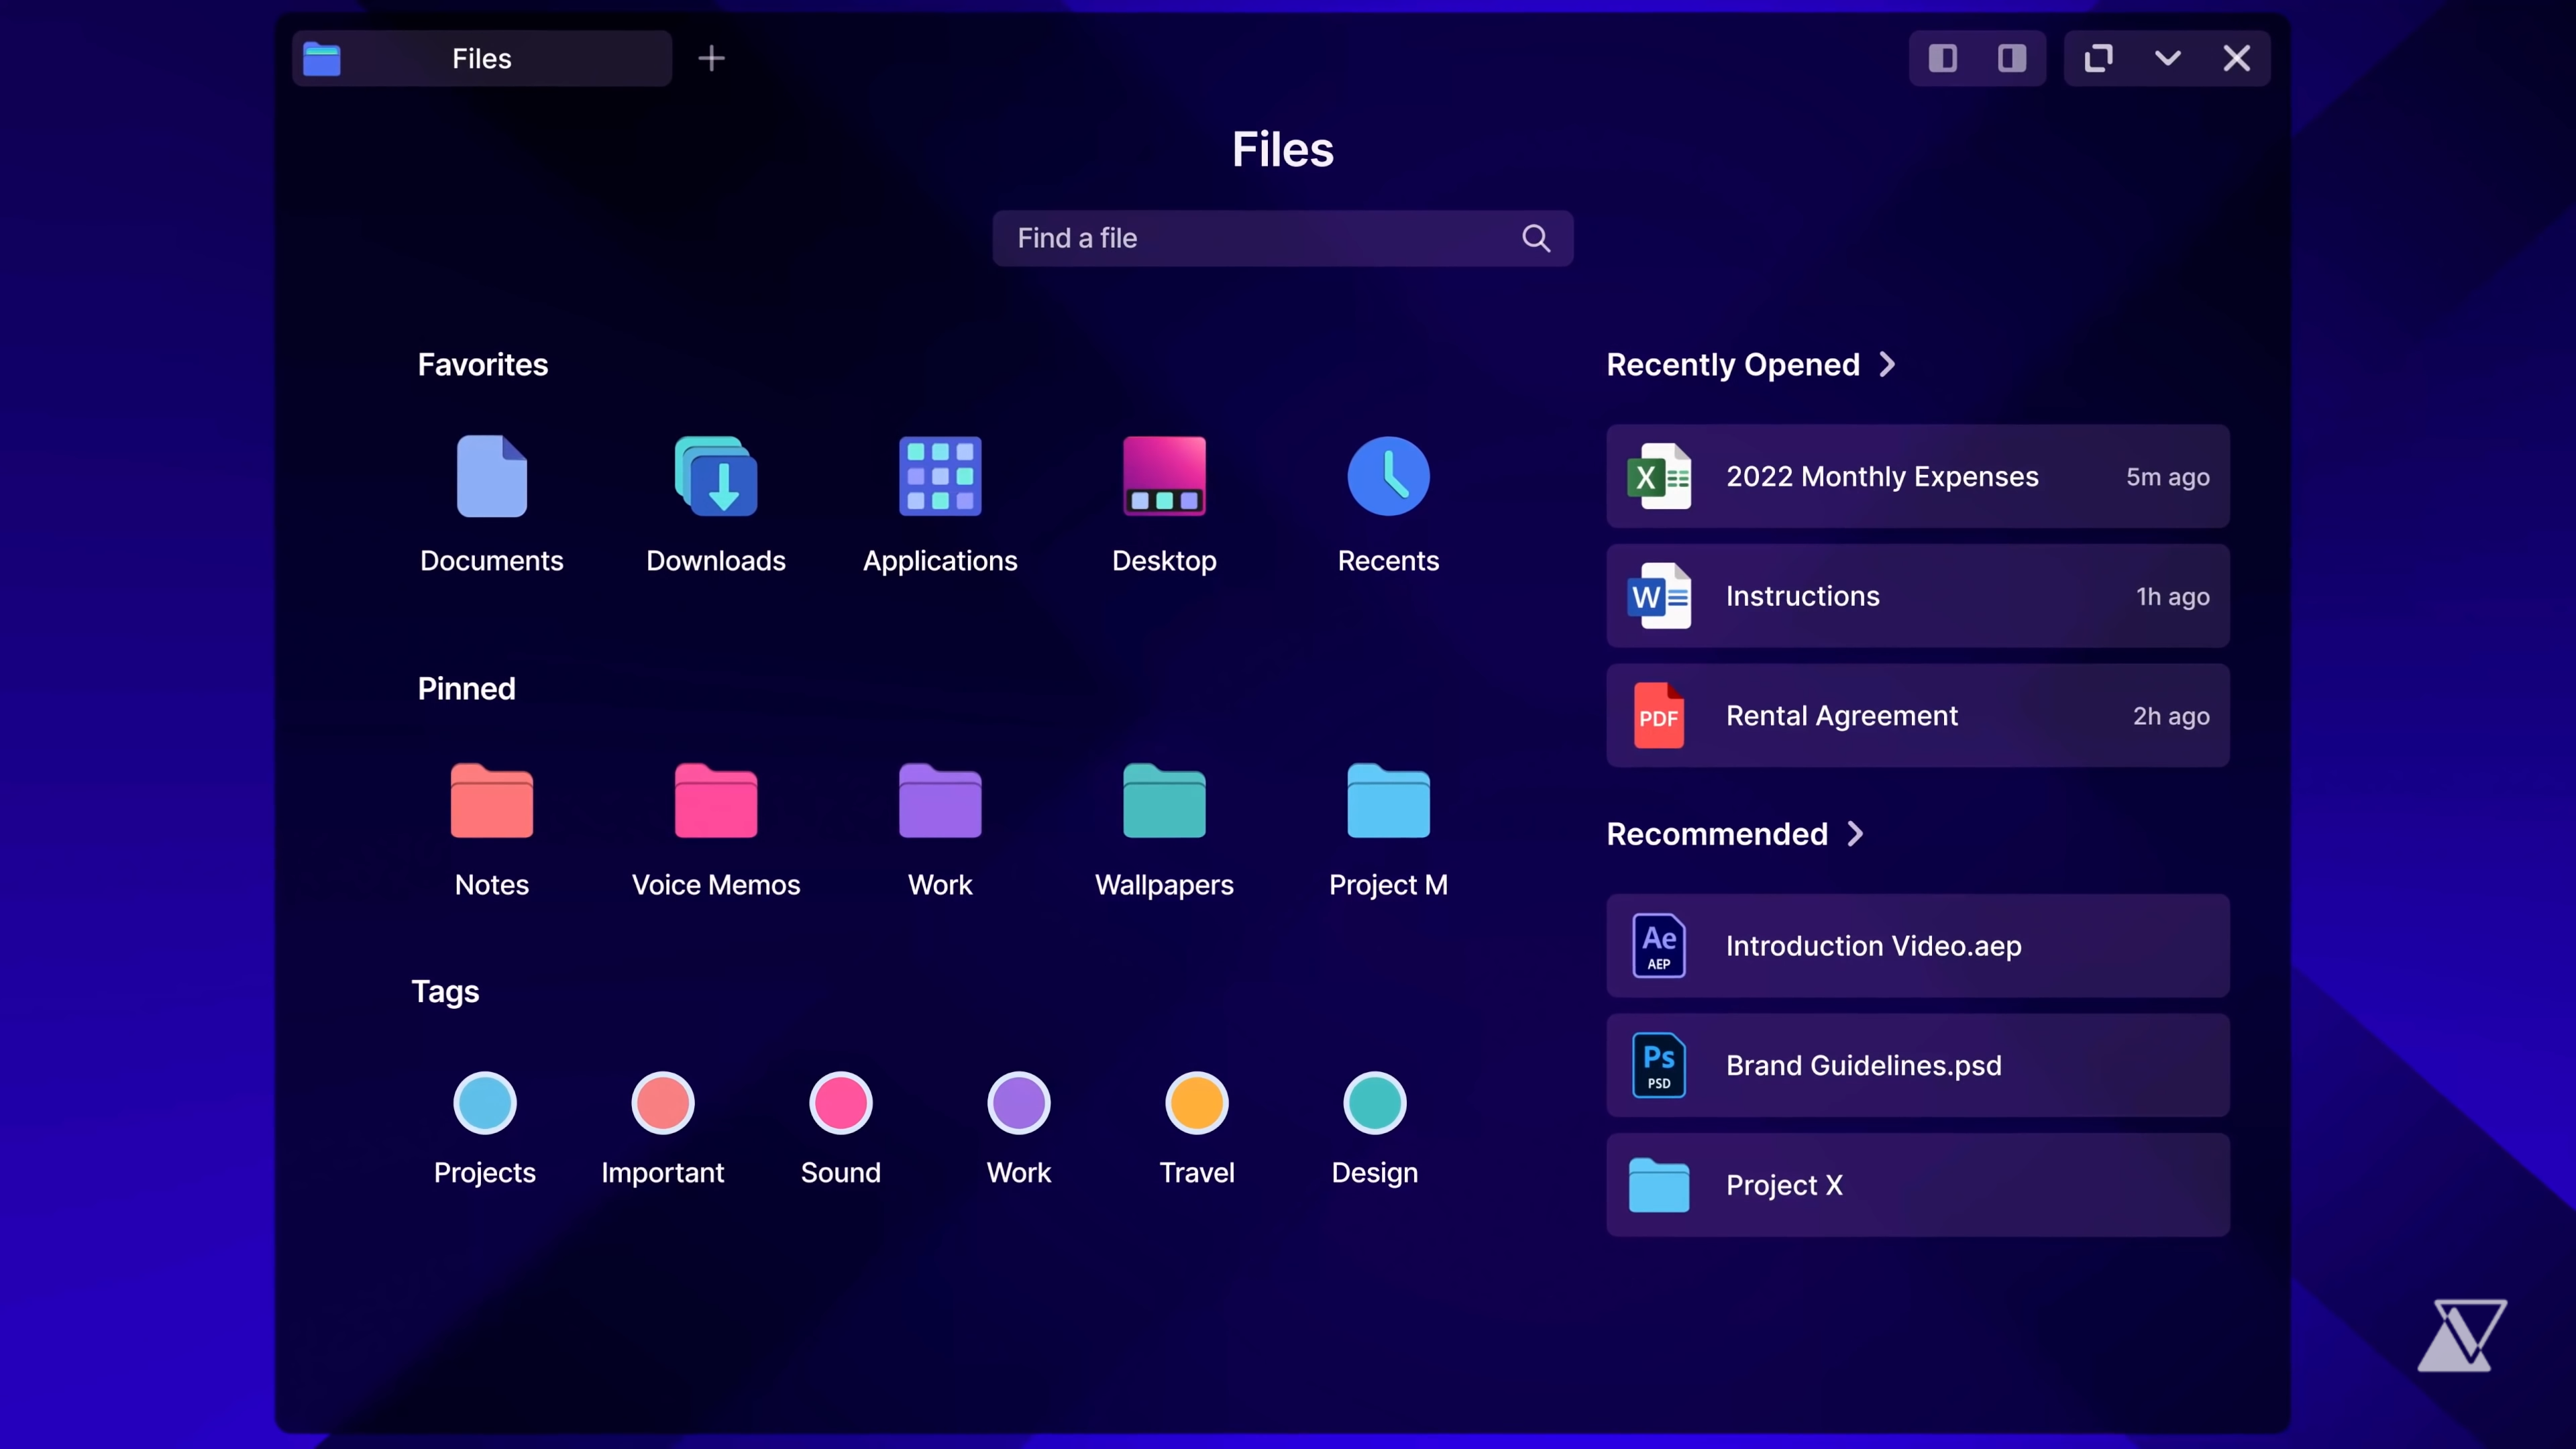 Files
Files
Find a file
Favorites
Documents
Downloads
Applications
Desktop
Recents
Pinned
Notes
Voice Memos
Work
Wallpapers
Project M
Tags
Projects
Important
Sound
Work
Travel
Design
Recently Opened
X
2022 Monthly Expenses
5m ago
W
Instructions
1h ago
PDF
Rental Agreement
2h ago
Recommended
Ae
AEP
Introduction Video.aep
Ps
PSD
Brand Guidelines.psd
Project X